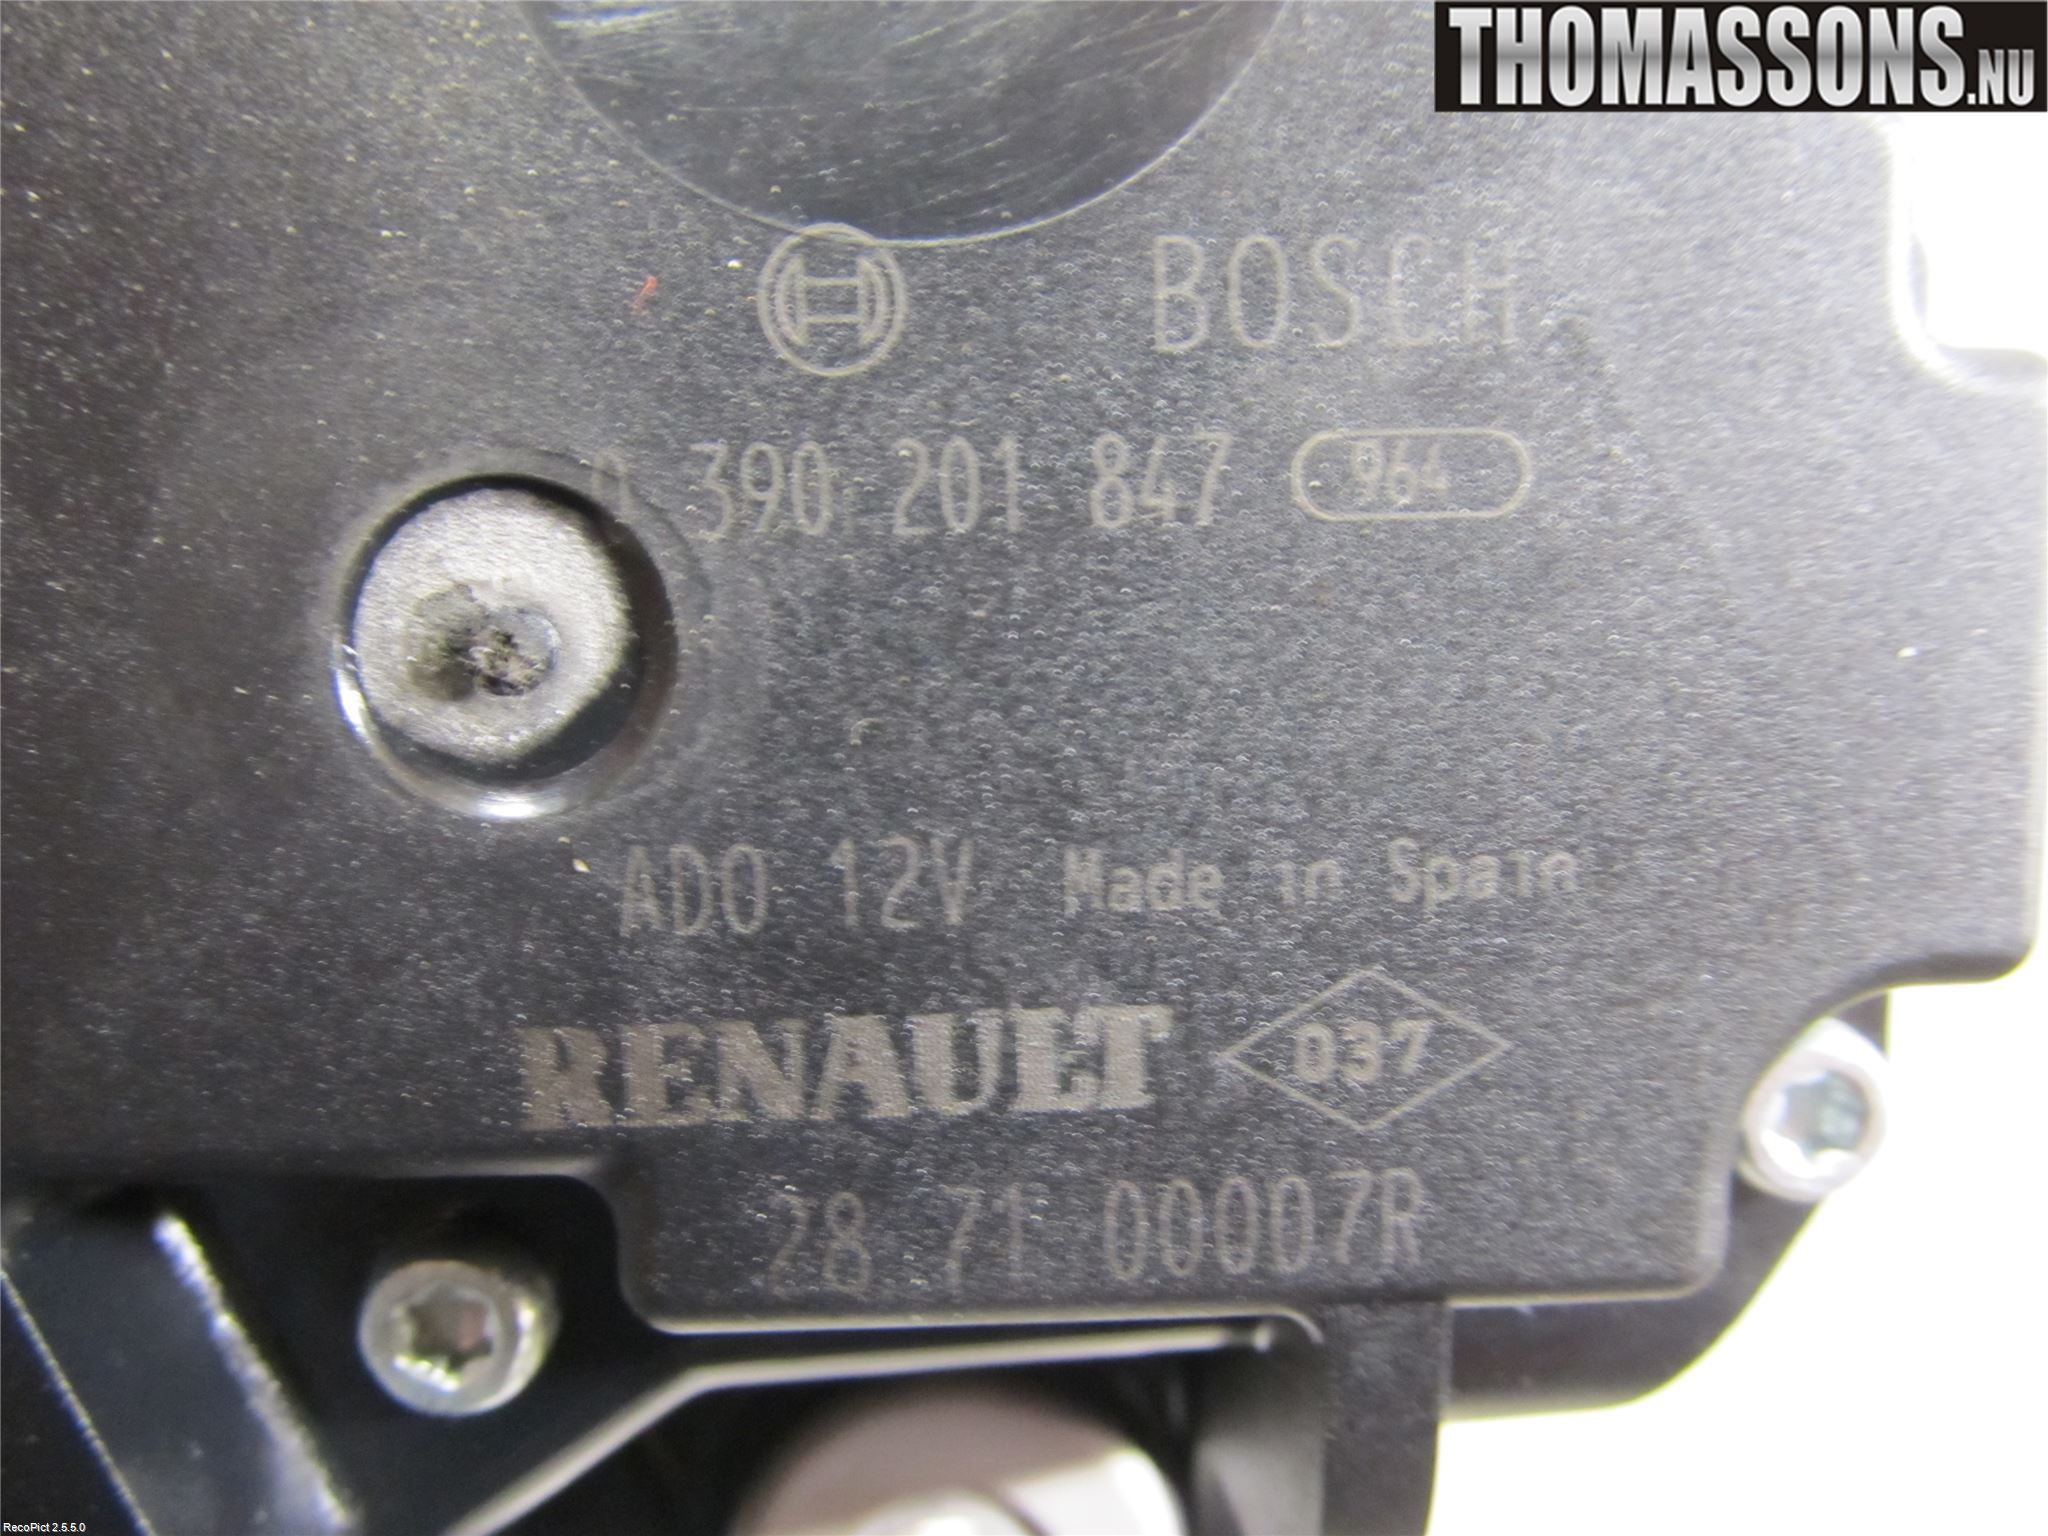 THOMASSONS.NU
BOSCH
0 390 201 847 964
ADO 12V Made in Spain
RENAULT 037
28 71 00007R
RecoPict 2.5.5.0